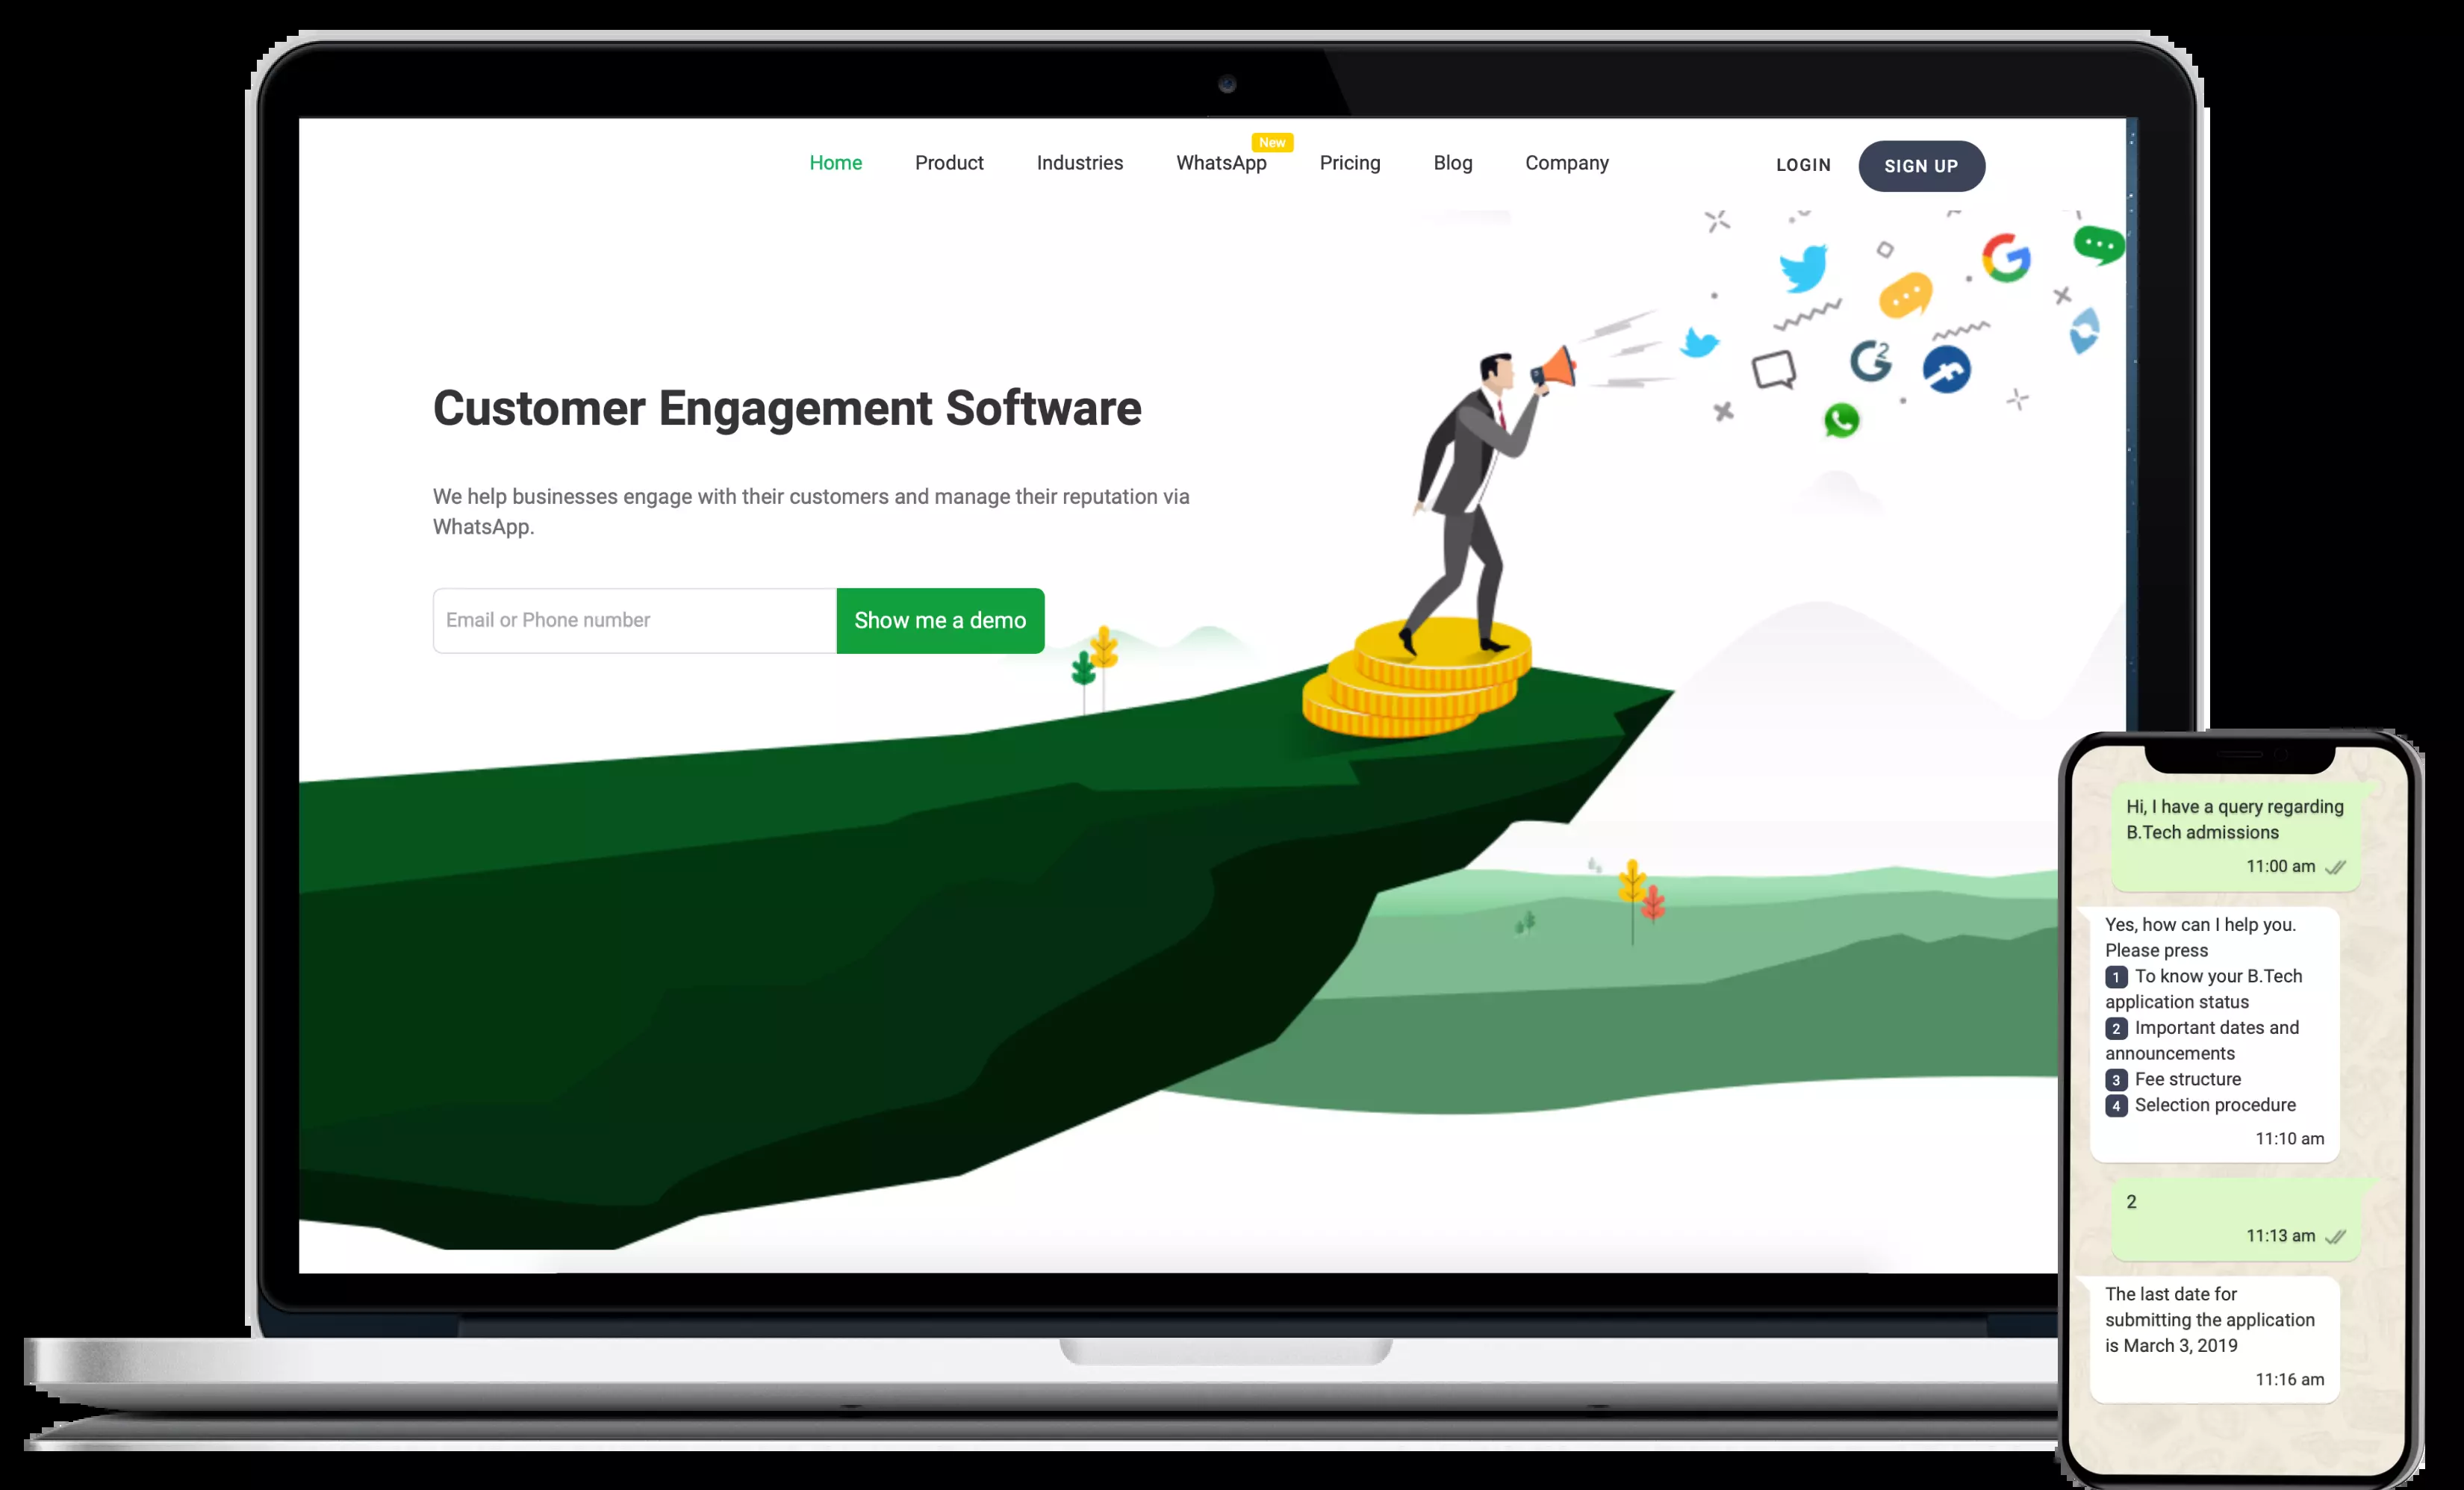 Home Product Industries WhatsApp New Pricing Blog Company LOGIN SIGN UP
Customer Engagement Software
We help businesses engage with their customers and manage their reputation via
WhatsApp.
Email or Phone number Show me a demo
G2
Hi, I have a query regarding
B.Tech admissions
11:00 am
Yes, how can I help you.
Please press
1 To know your B.Tech
application status
2 Important dates and
announcements
3 Fee structure
4 Selection procedure
11:10 am
2
11:13 am
The last date for
submitting the application
is March 3, 2019
11:16 am